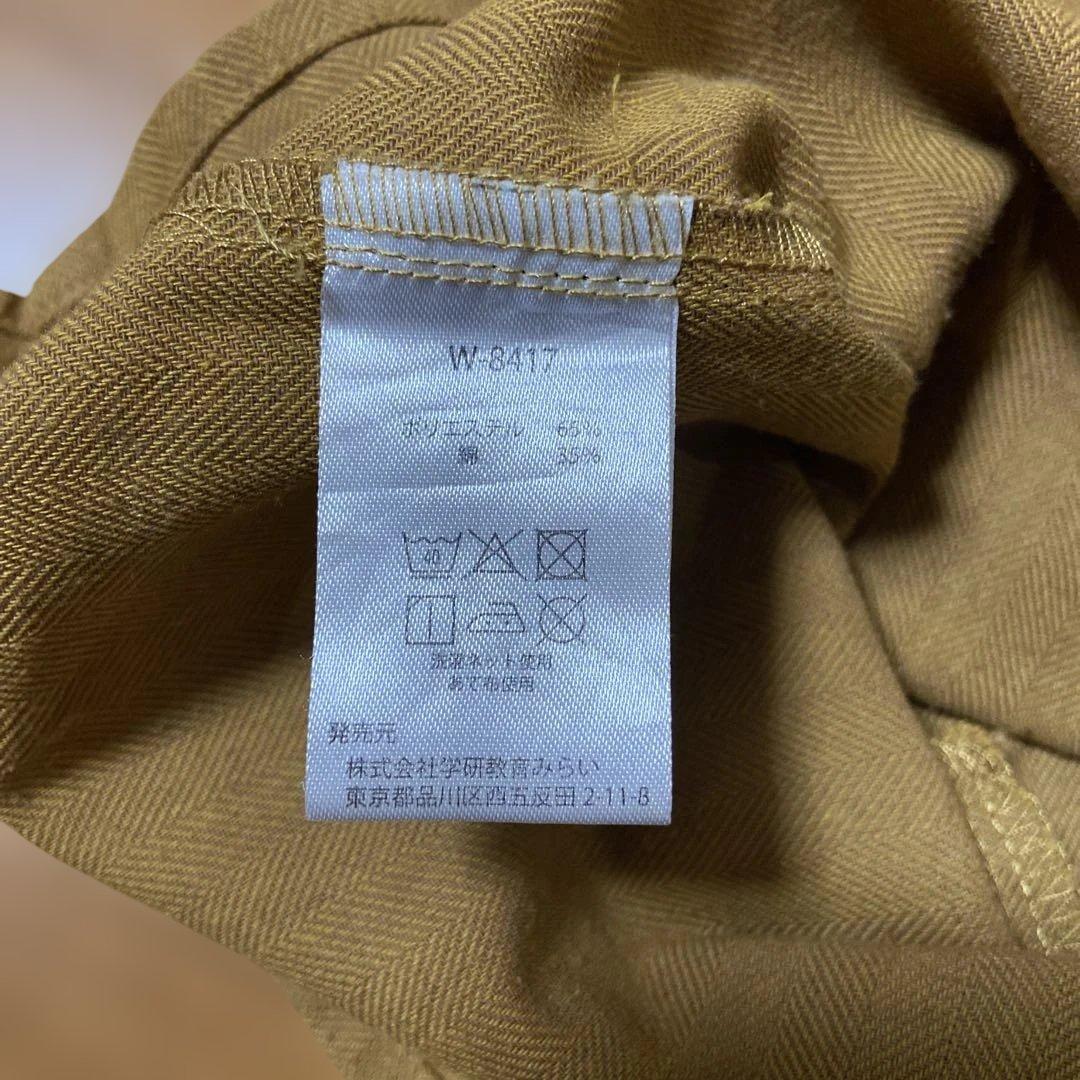 W-8417
ポリエステル 65%
綿 35%
40
洗濯ネット使用
あて布使用
発売元
株式会社学研教育みらい
東京都品川区西五反田2-11-8